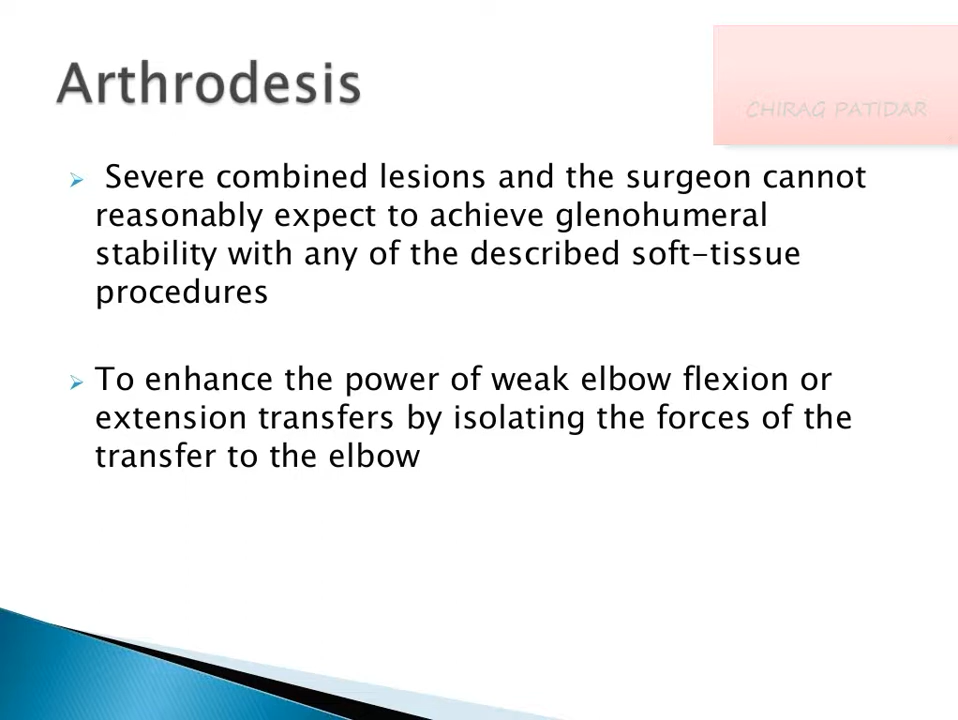 Arthrodesis
CHIRAG PATIDAR
➢ Severe combined lesions and the surgeon cannot
reasonably expect to achieve glenohumeral
stability with any of the described soft-tissue
procedures
➢ To enhance the power of weak elbow flexion or
extension transfers by isolating the forces of the
transfer to the elbow